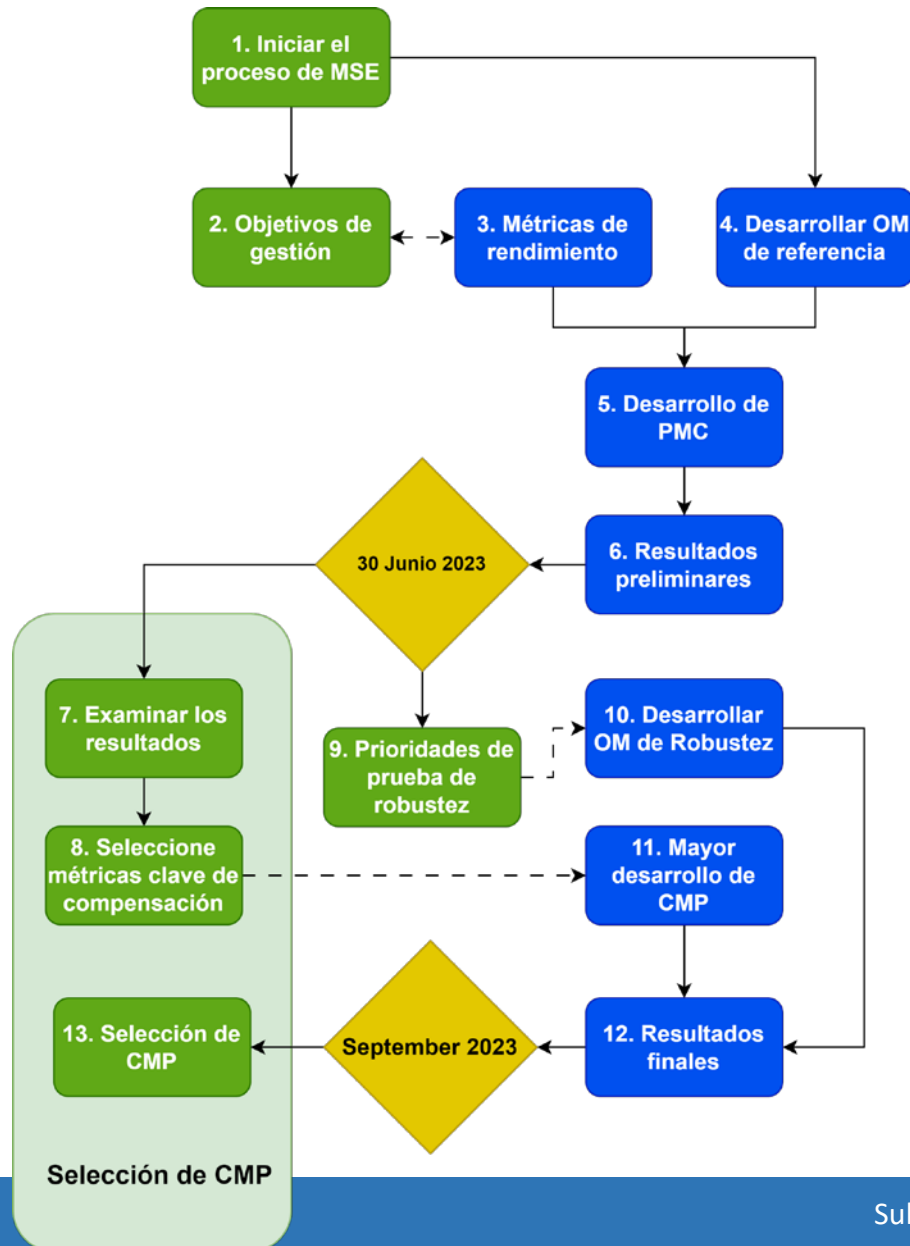 1. Iniciar el
proceso de MSE
2. Objetivos de
gestión
3. Métricas de
rendimiento
4. Desarrollar OM
de referencia
5. Desarrollo de
PMC
6. Resultados
preliminares
30 Junio 2023
7. Examinar los
resultados
8. Seleccione
métricas clave de
compensación
9. Prioridades de
prueba de
robustez
10. Desarrollar
OM de Robustez
11. Mayor
desarrollo de
CMP
12. Resultados
finales
September 2023
13. Selección de
CMP
Selección de CMP